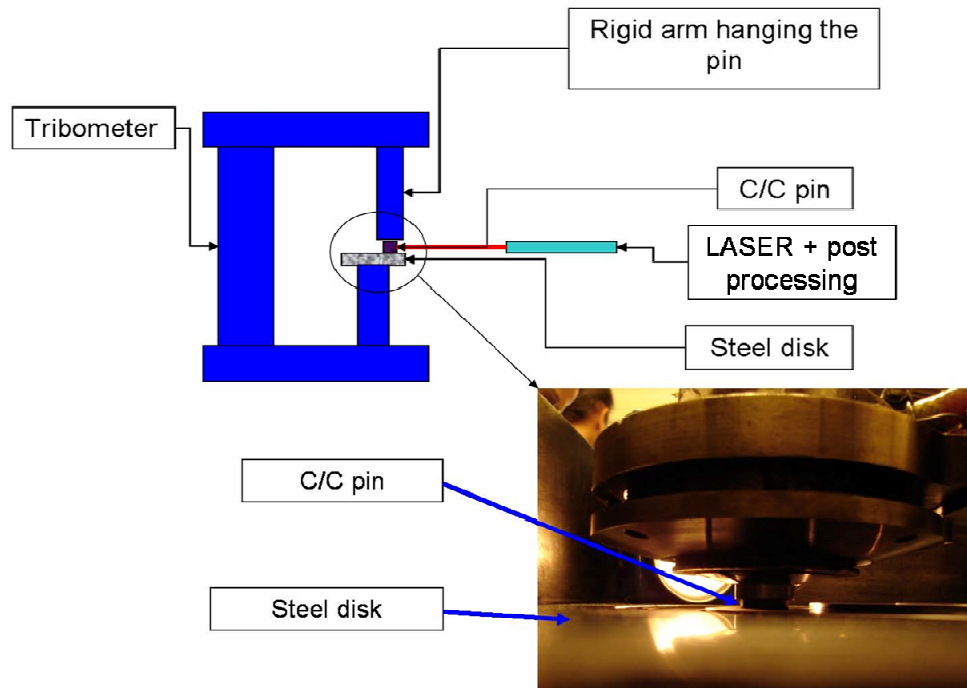 Rigid arm hanging the
pin
Tribometer
C/C pin
LASER + post
processing
Steel disk
C/C pin
Steel disk